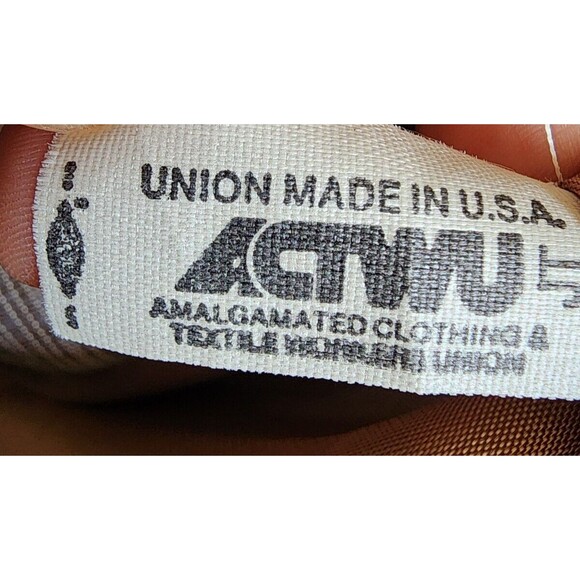 UNION MADE IN U.S.A.
ACTWU
AMALGAMATED CLOTHING &
TEXTILE WORKERS UNION